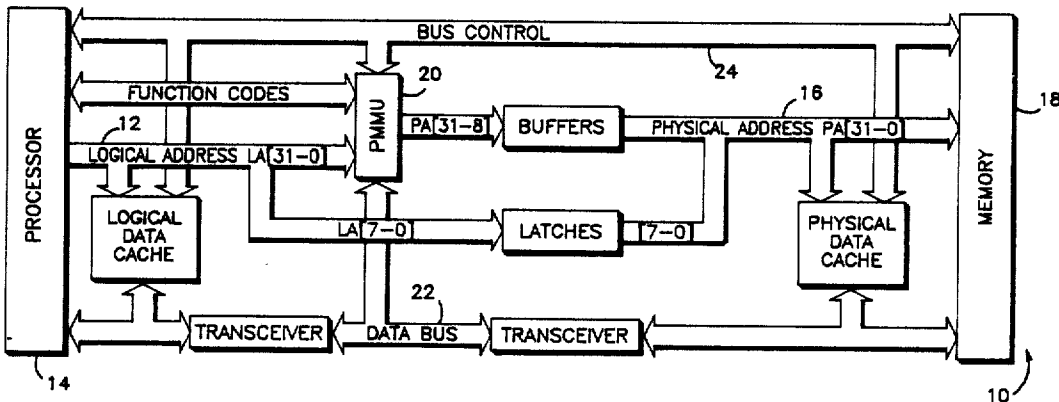 BUS CONTROL
24
20
FUNCTION CODES
16
18
PA[31-8]
BUFFERS
PHYSICAL ADDRESS PA[31-0]
12
LOGICAL ADDRESS LA[31-0]
PMMU
PROCESSOR
MEMORY
LOGICAL
DATA
CACHE
LA[7-0]
LATCHES
[7-0]
PHYSICAL
DATA
CACHE
22
TRANSCEIVER
DATA BUS
TRANSCEIVER
14
10